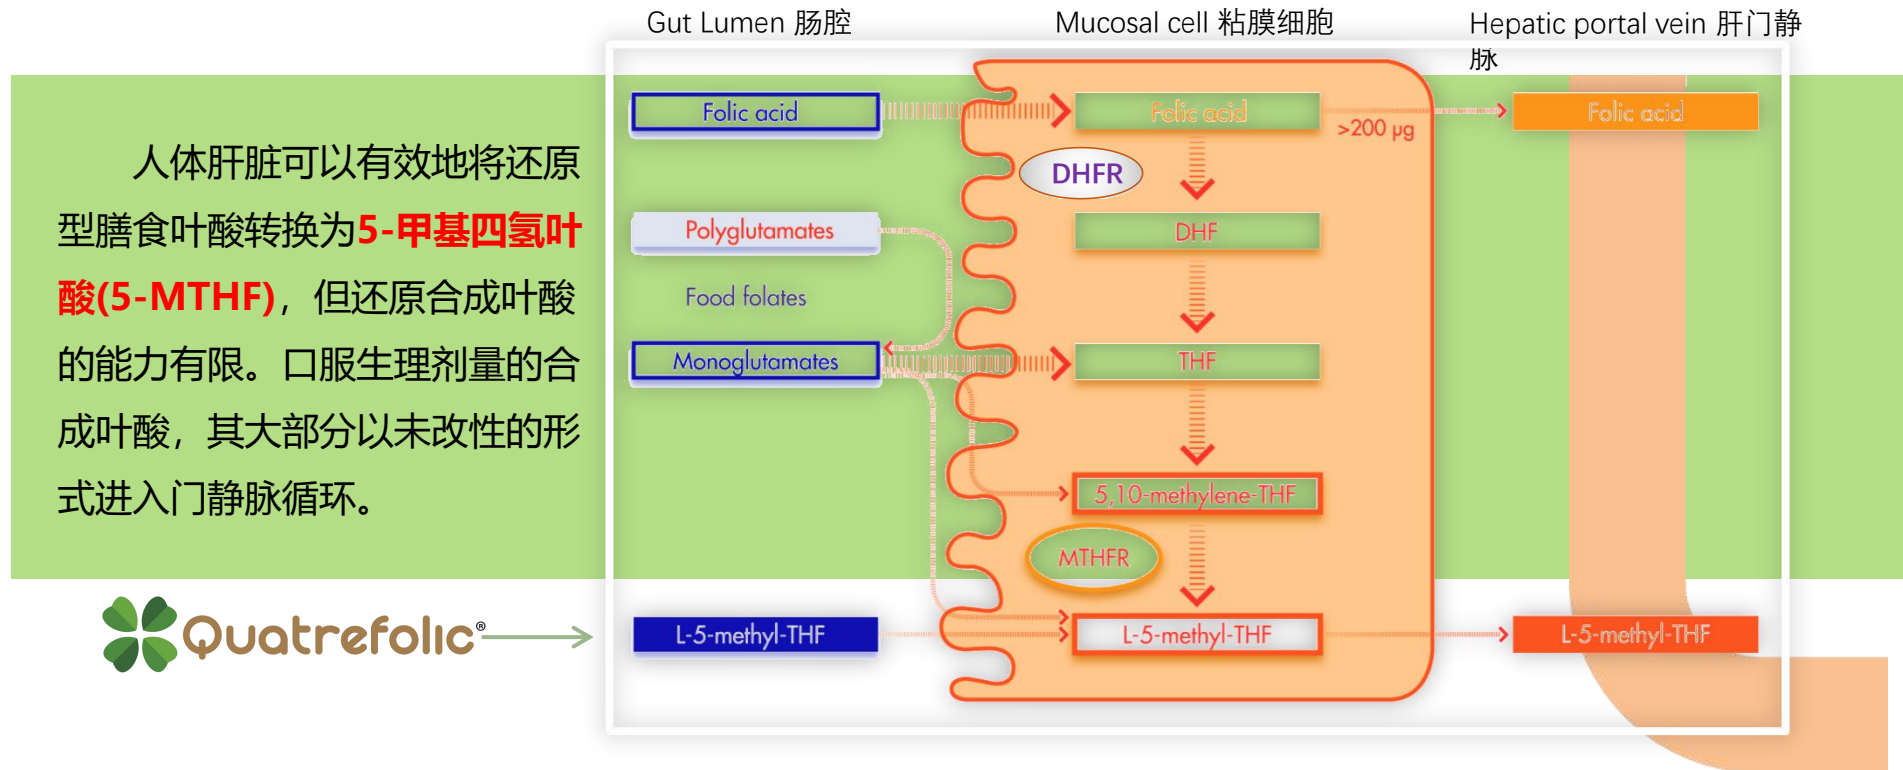 Gut Lumen 肠腔
Mucosal cell 粘膜细胞
Hepatic portal vein 肝门静
脉
人体肝脏可以有效地将还原
型膳食叶酸转换为5-甲基四氢叶
酸(5-MTHF)，但还原合成叶酸
的能力有限。口服生理剂量的合
成叶酸，其大部分以未改性的形
式进入门静脉循环。
Quatrefolic®
Folic acid
Polyglutamates
Food folates
Monoglutamates
L-5-methyl-THF
Folic acid
DHFR
DHF
THF
5,10-methylene-THF
MTHFR
L-5-methyl-THF
>200 µg
Folic acid
L-5-methyl-THF